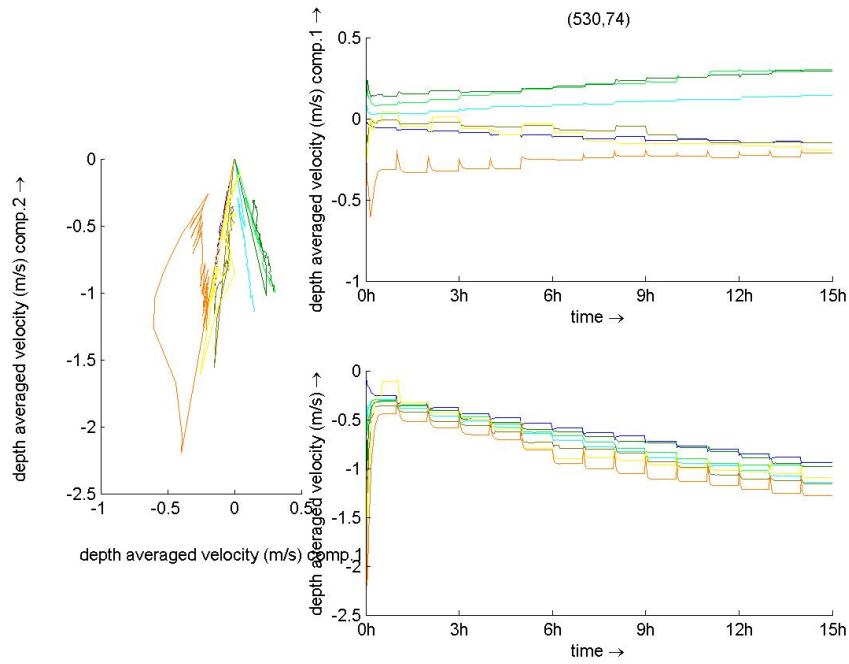 (530,74)
depth averaged velocity (m/s) comp.2 →
0
-0.5
-1
-1.5
-2
-2.5
-1
-0.5
0
0.5
depth averaged velocity (m/s) comp.1
depth averaged velocity (m/s) comp.1 →
0.5
0
-0.5
-1
0h
3h
6h
9h
12h
15h
time →
depth averaged velocity (m/s) →
0
-0.5
-1
-1.5
-2
-2.5
0h
3h
6h
9h
12h
15h
time →